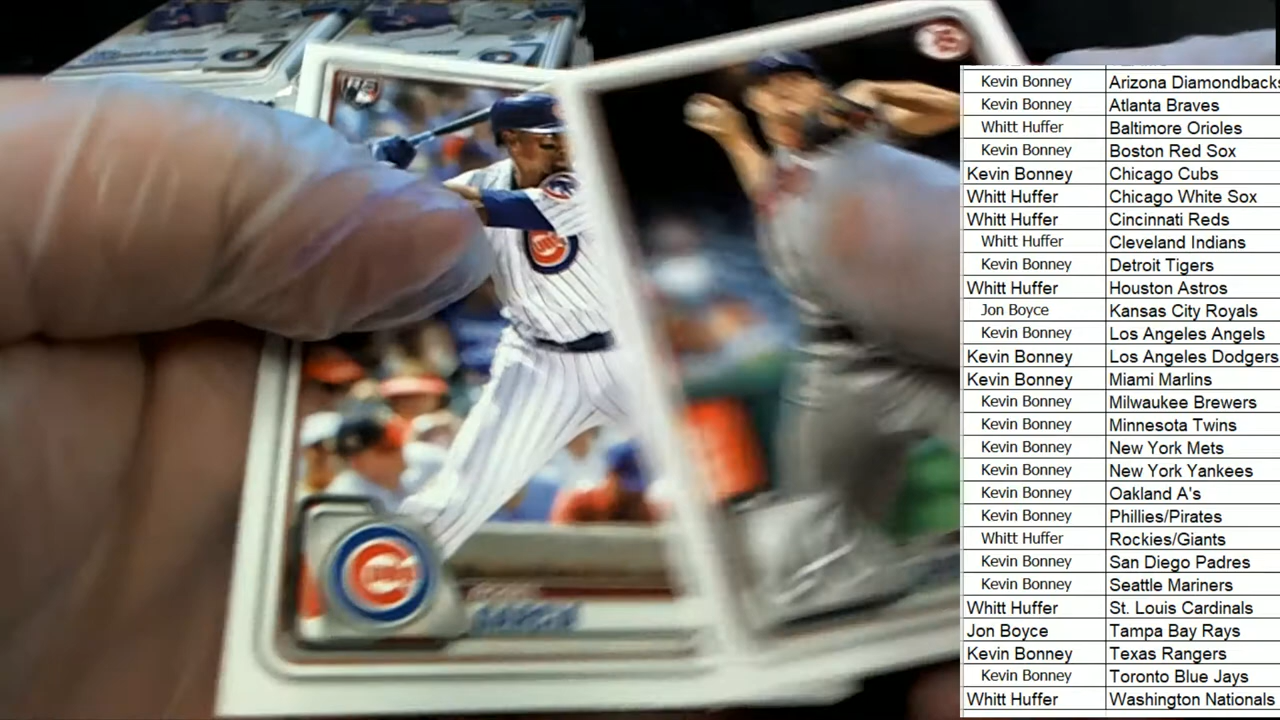 Kevin Bonney Arizona Diamondbacks
Kevin Bonney Atlanta Braves
Whitt Huffer Baltimore Orioles
Kevin Bonney Boston Red Sox
Kevin Bonney Chicago Cubs
Whitt Huffer Chicago White Sox
Whitt Huffer Cincinnati Reds
Whitt Huffer Cleveland Indians
Kevin Bonney Detroit Tigers
Whitt Huffer Houston Astros
Jon Boyce Kansas City Royals
Kevin Bonney Los Angeles Angels
Kevin Bonney Los Angeles Dodgers
Kevin Bonney Miami Marlins
Kevin Bonney Milwaukee Brewers
Kevin Bonney Minnesota Twins
Kevin Bonney New York Mets
Kevin Bonney New York Yankees
Kevin Bonney Oakland A's
Kevin Bonney Phillies/Pirates
Whitt Huffer Rockies/Giants
Kevin Bonney San Diego Padres
Kevin Bonney Seattle Mariners
Whitt Huffer St. Louis Cardinals
Jon Boyce Tampa Bay Rays
Kevin Bonney Texas Rangers
Kevin Bonney Toronto Blue Jays
Whitt Huffer Washington Nationals